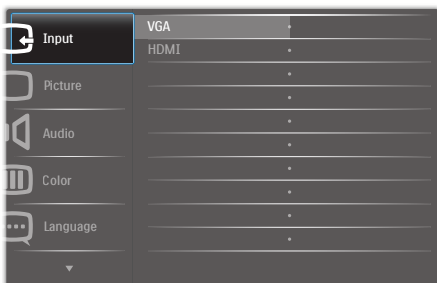 Input
VGA
HDMI
Picture
Audio
Color
Language